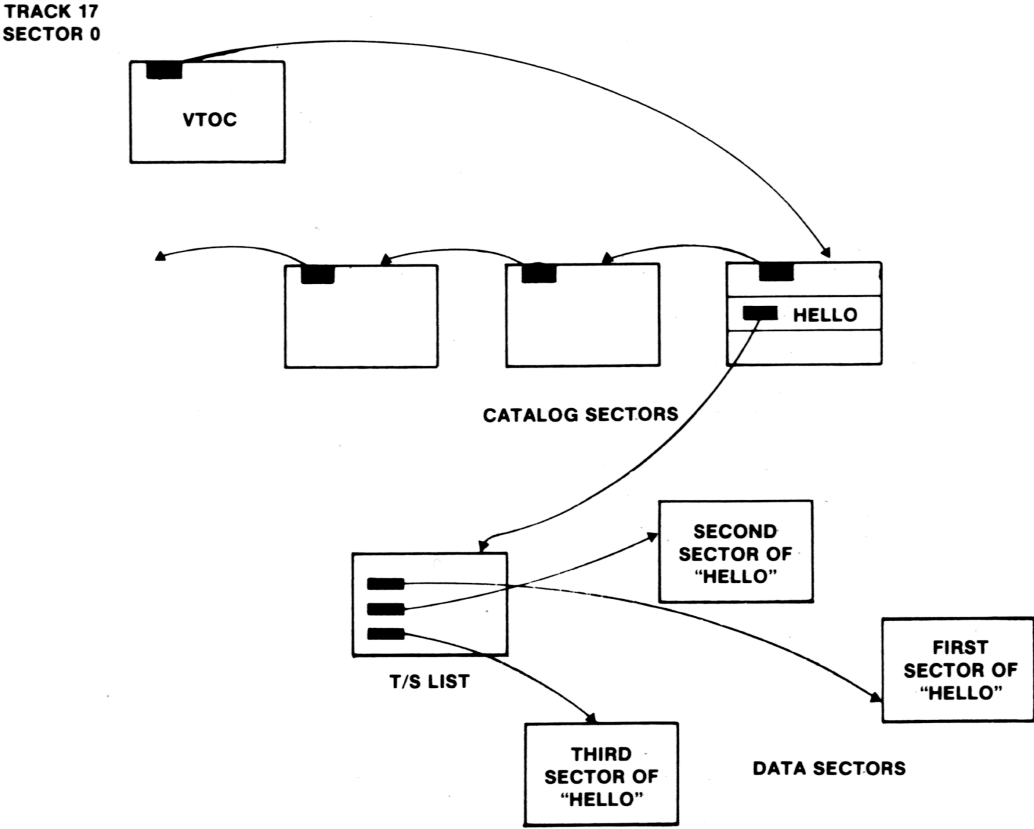 TRACK 17
SECTOR 0
VTOC
HELLO
CATALOG SECTORS
SECOND
SECTOR OF
“HELLO”
T/S LIST
FIRST
SECTOR OF
“HELLO”
THIRD
SECTOR OF
“HELLO”
DATA SECTORS